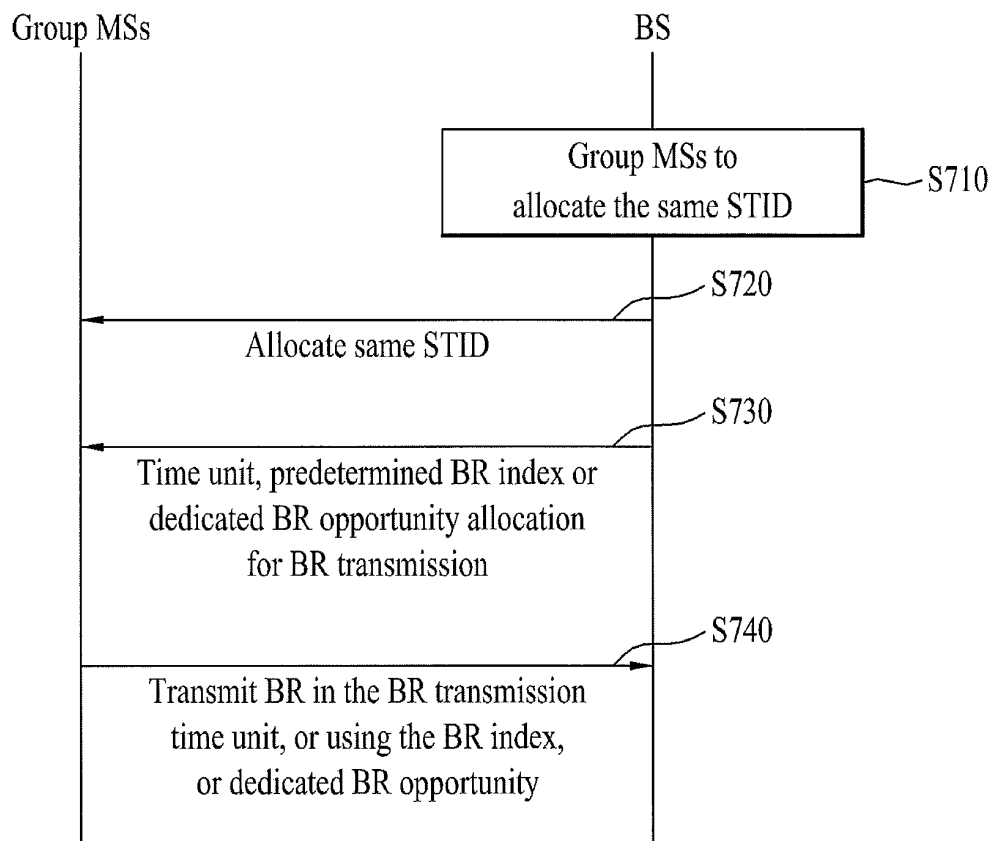 Group MSs
BS
Group MSs to
allocate the same STID
S710
S720
Allocate same STID
S730
Time unit, predetermined BR index or
dedicated BR opportunity allocation
for BR transmission
S740
Transmit BR in the BR transmission
time unit, or using the BR index,
or dedicated BR opportunity